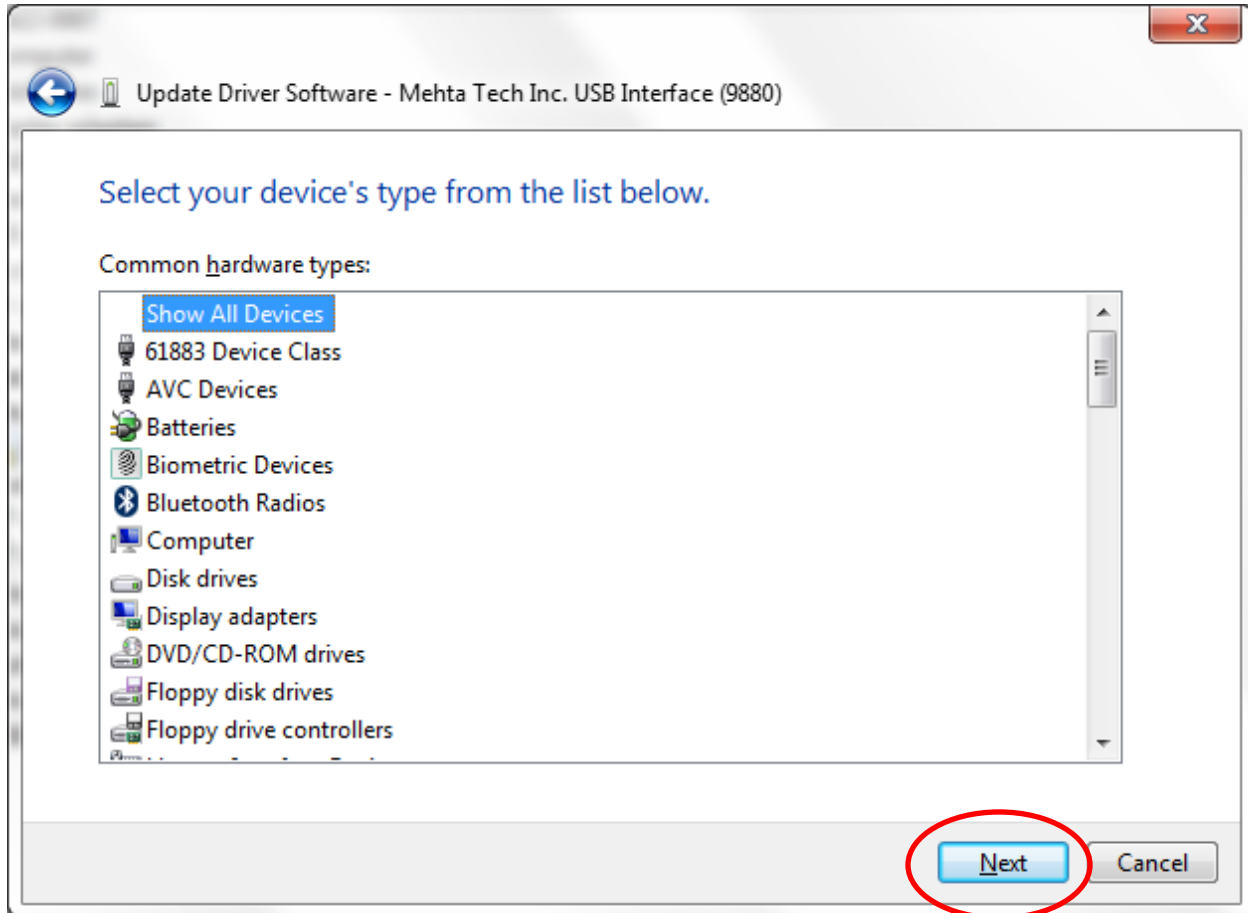 Update Driver Software - Mehta Tech Inc. USB Interface (9880)
Select your device's type from the list below.
Common hardware types:
Show All Devices
61883 Device Class
AVC Devices
Batteries
Biometric Devices
Bluetooth Radios
Computer
Disk drives
Display adapters
DVD/CD-ROM drives
Floppy disk drives
Floppy drive controllers
Next Cancel